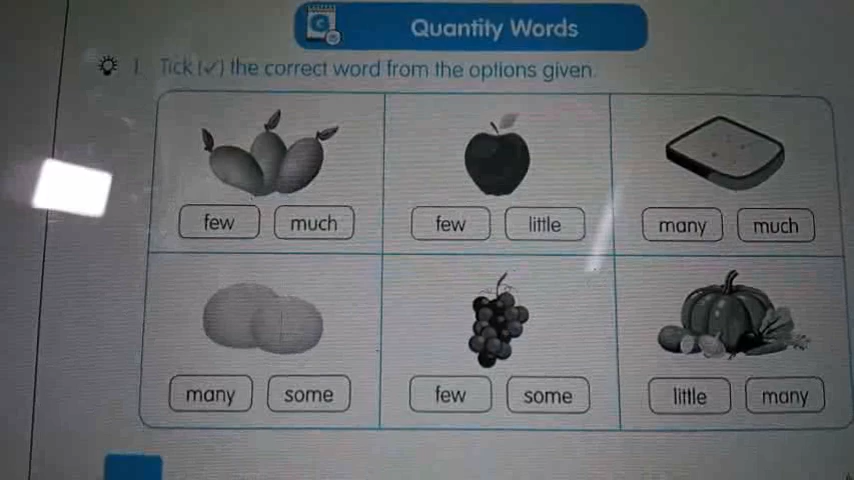 G
Quantity Words
1. Tick (✓) the correct word from the options given.
few much
few little
many much
many some
few some
little many